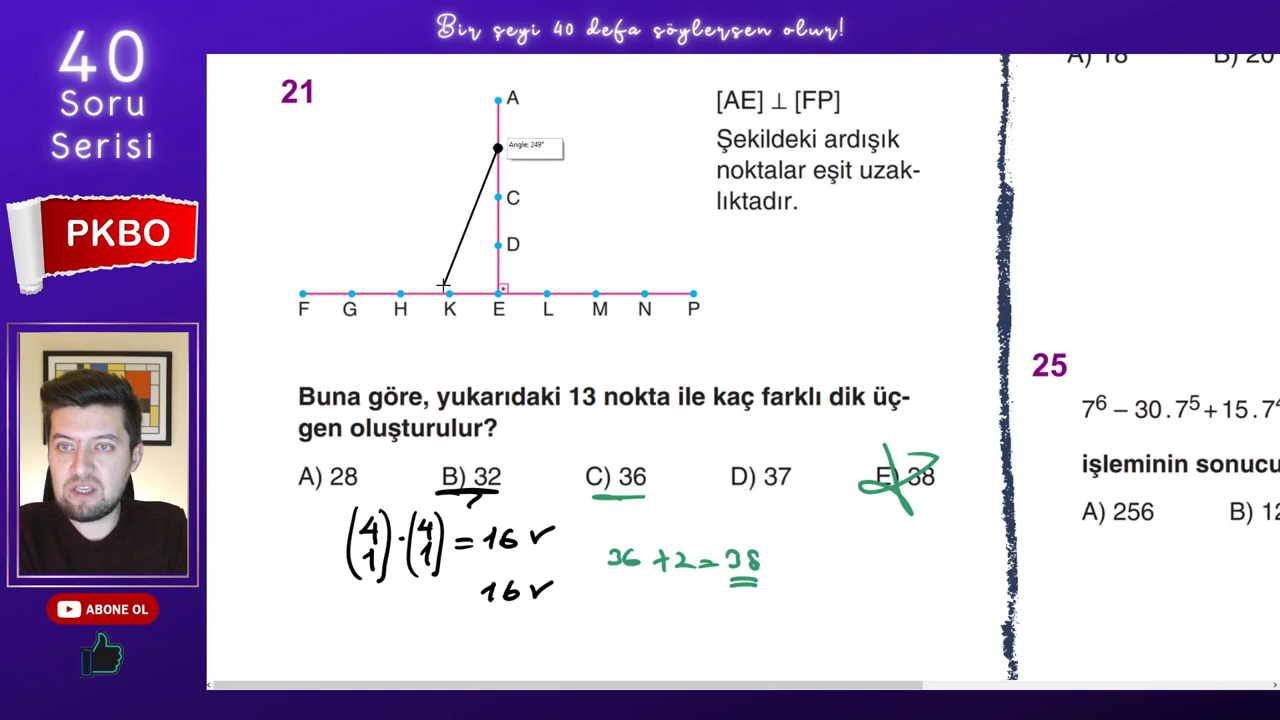 Bir şeyi 40 defa söylersen olur!
40
Soru
Serisi
PKBO
ABONE OL
21
A
Angle: 249°
C
D
F G H K E L M N P
[AE] ⊥ [FP]
Şekildeki ardışık
noktalar eşit uzak-
lıktadır.
Buna göre, yukarıdaki 13 nokta ile kaç farklı dik üç-
gen oluşturulur?
A) 28 B) 32 C) 36 D) 37 E) 38
(4 1) · (4 1) = 16 ✓
16 ✓
36 + 2 = 38
A) 18 B) 20
25
7⁶ – 30 . 7⁵ + 15 . 7⁴
işleminin sonucu
A) 256 B) 12